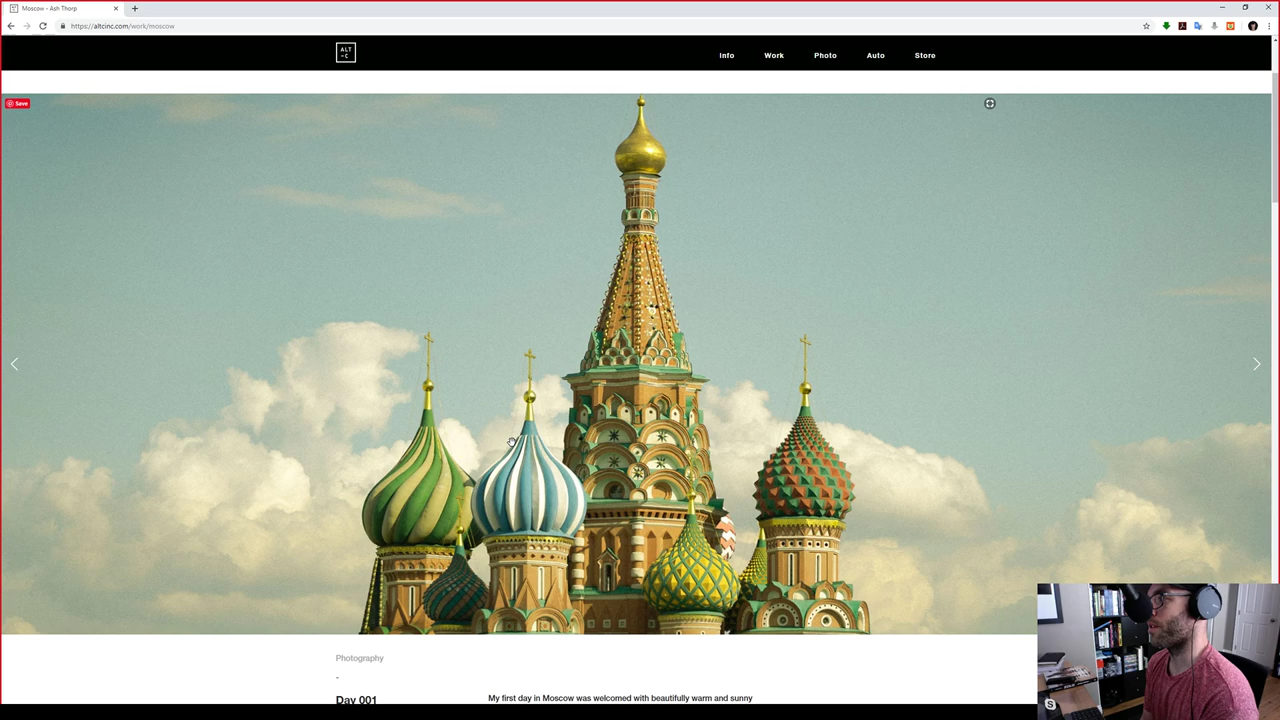 Moscow - Ash Thorp
https://altcinc.com/work/moscow
ALT
-C
Info Work Photo Auto Store
Save
Photography
-
Day 001
My first day in Moscow was welcomed with beautifully warm and sunny